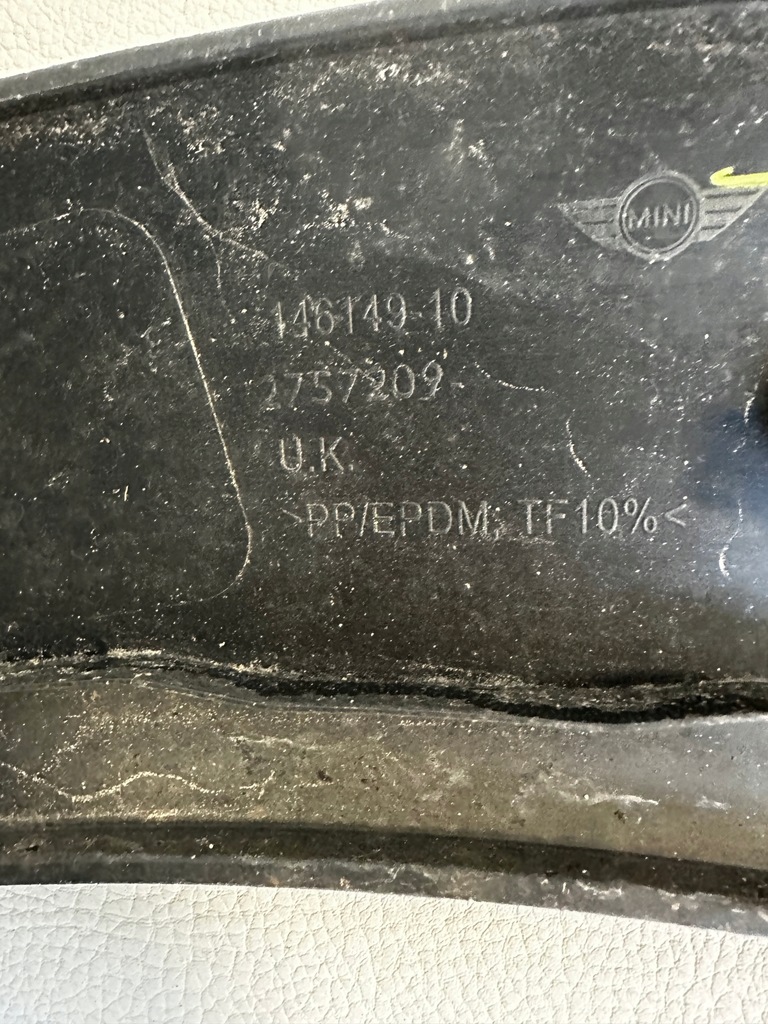 MINI
146149-10
2757209-
U.K.
>PP/EPDM; TF10%<